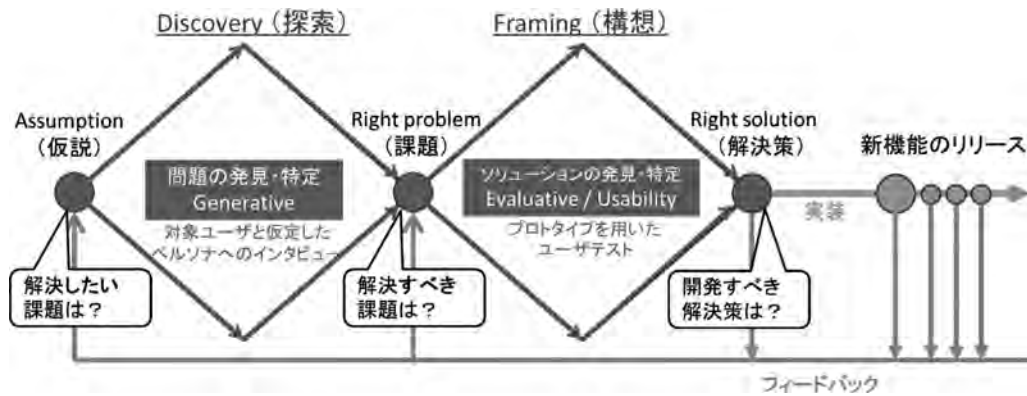 Discovery（探索）
Framing（構想）
Assumption
（仮説）
Right problem
（課題）
Right solution
（解決策）
新機能のリリース
問題の発見・特定
Generative
対象ユーザと仮定した
ペルソナへのインタビュー
ソリューションの発見・特定
Evaluative / Usability
プロトタイプを用いた
ユーザテスト
実装
解決したい
課題は？
解決すべき
課題は？
開発すべき
解決策は？
フィードバック